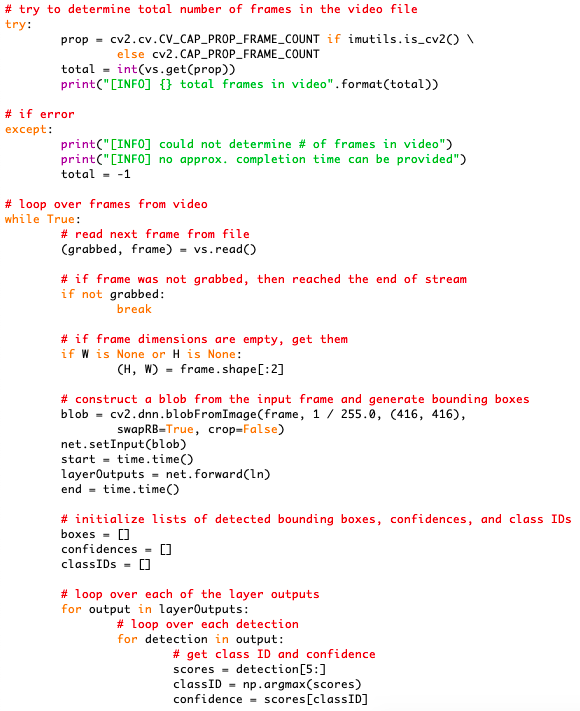 # try to determine total number of frames in the video file
try:
        prop = cv2.cv.CV_CAP_PROP_FRAME_COUNT if imutils.is_cv2() \
                else cv2.CAP_PROP_FRAME_COUNT
        total = int(vs.get(prop))
        print("[INFO] {} total frames in video".format(total))

# if error
except:
        print("[INFO] could not determine # of frames in video")
        print("[INFO] no approx. completion time can be provided")
        total = -1

# loop over frames from video
while True:
        # read next frame from file
        (grabbed, frame) = vs.read()

        # if frame was not grabbed, then reached the end of stream
        if not grabbed:
                break

        # if frame dimensions are empty, get them
        if W is None or H is None:
                (H, W) = frame.shape[:2]

        # construct a blob from the input frame and generate bounding boxes
        blob = cv2.dnn.blobFromImage(frame, 1 / 255.0, (416, 416),
                swapRB=True, crop=False)
        net.setInput(blob)
        start = time.time()
        layerOutputs = net.forward(ln)
        end = time.time()

        # initialize lists of detected bounding boxes, confidences, and class IDs
        boxes = []
        confidences = []
        classIDs = []

        # loop over each of the layer outputs
        for output in layerOutputs:
                # loop over each detection
                for detection in output:
                        # get class ID and confidence
                        scores = detection[5:]
                        classID = np.argmax(scores)
                        confidence = scores[classID]